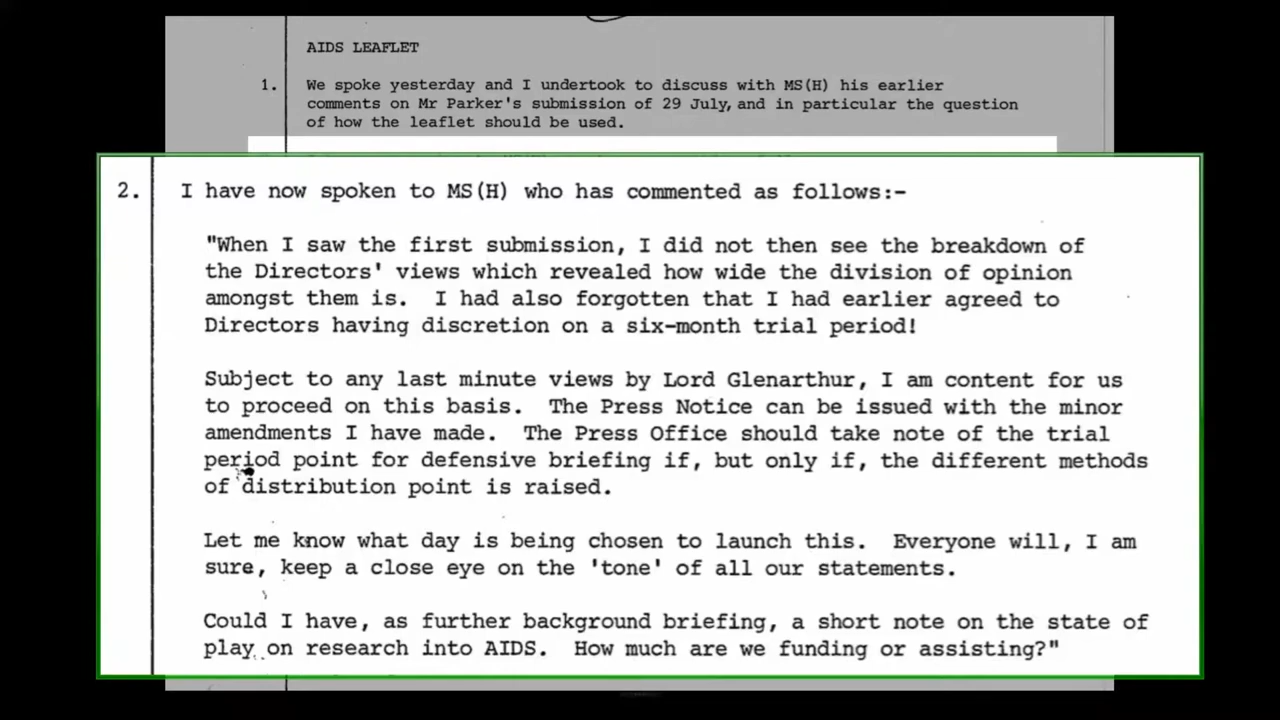 AIDS LEAFLET
1. We spoke yesterday and I undertook to discuss with MS(H) his earlier
comments on Mr Parker's submission of 29 July, and in particular the question
of how the leaflet should be used.
2. I have now spoken to MS(H) who has commented as follows:-
"When I saw the first submission, I did not then see the breakdown of
the Directors' views which revealed how wide the division of opinion
amongst them is. I had also forgotten that I had earlier agreed to
Directors having discretion on a six-month trial period!
Subject to any last minute views by Lord Glenarthur, I am content for us
to proceed on this basis. The Press Notice can be issued with the minor
amendments I have made. The Press Office should take note of the trial
period point for defensive briefing if, but only if, the different methods
of distribution point is raised.
Let me know what day is being chosen to launch this. Everyone will, I am
sure, keep a close eye on the 'tone' of all our statements.
Could I have, as further background briefing, a short note on the state of
play on research into AIDS. How much are we funding or assisting?"